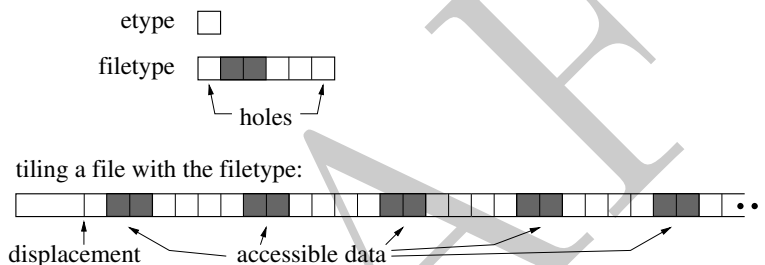 etype
filetype
holes
tiling a file with the filetype:
displacement accessible data